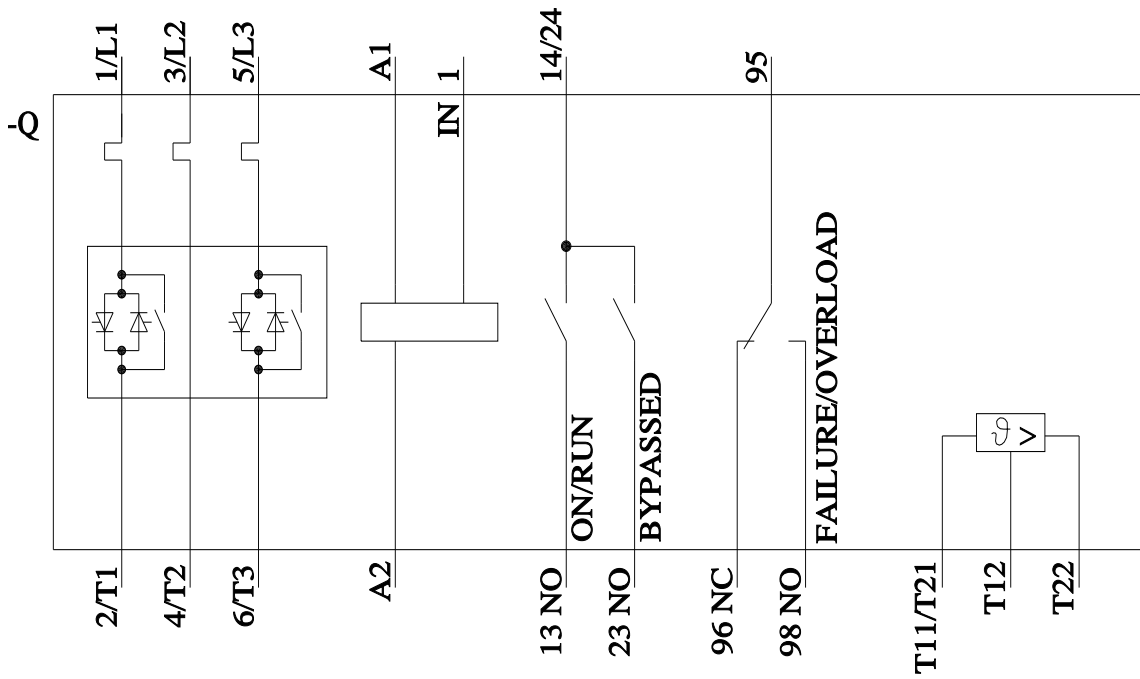 1/L1
3/L2
5/L3
A1
IN 1
14/24
95
-Q
ON/RUN
BYPASSED
FAILURE/OVERLOAD
ϑ >
2/T1
4/T2
6/T3
A2
13 NO
23 NO
96 NC
98 NO
T11/T21
T12
T22